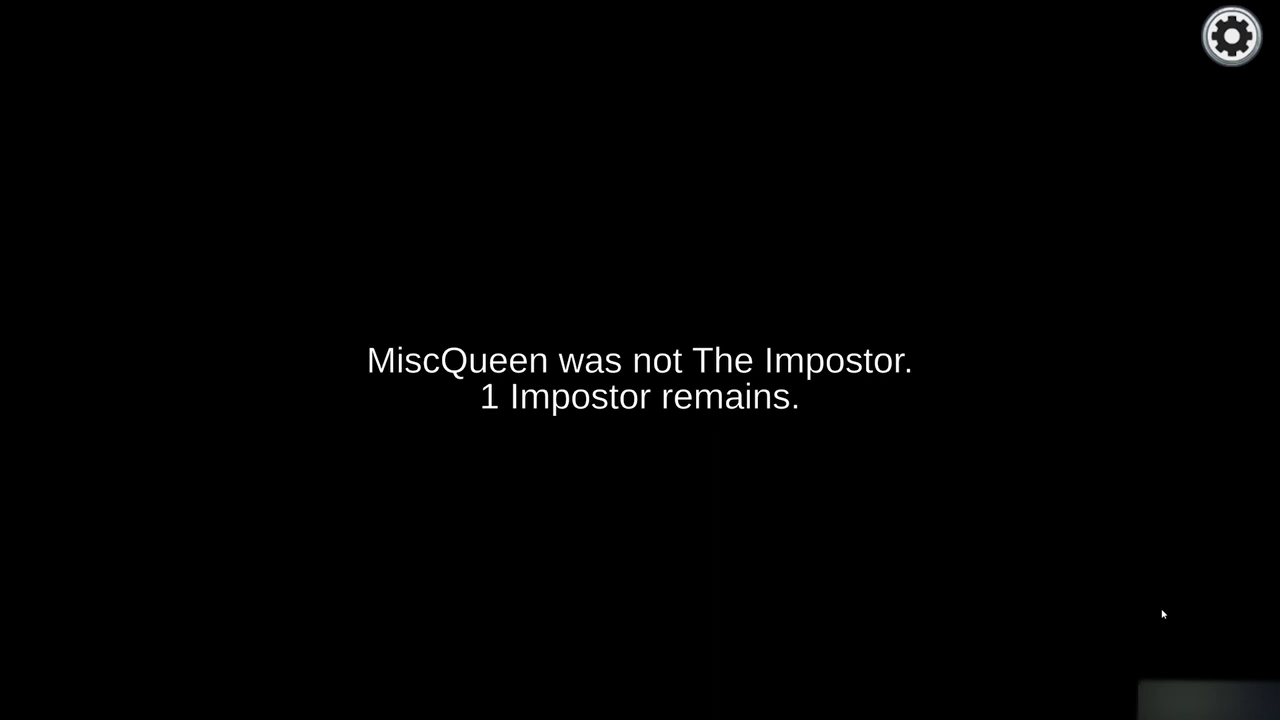 MiscQueen was not The Impostor.
1 Impostor remains.